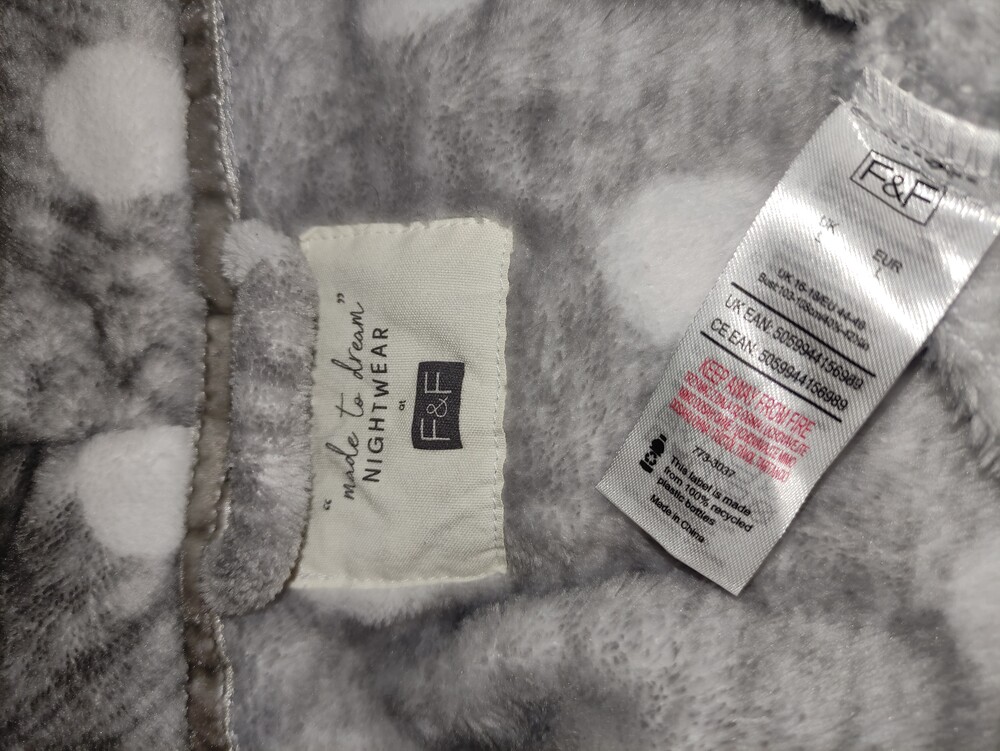 “made to dream”
NIGHTWEAR
at
F&F
F&F
UK
L
EUR
L
UK 16-18/EU 44-46
UK EAN: 5059944156989
CE EAN: 5059944156989
KEEP AWAY FROM FIRE
773-3037
This label is made
from 100% recycled
plastic bottles
Made in China